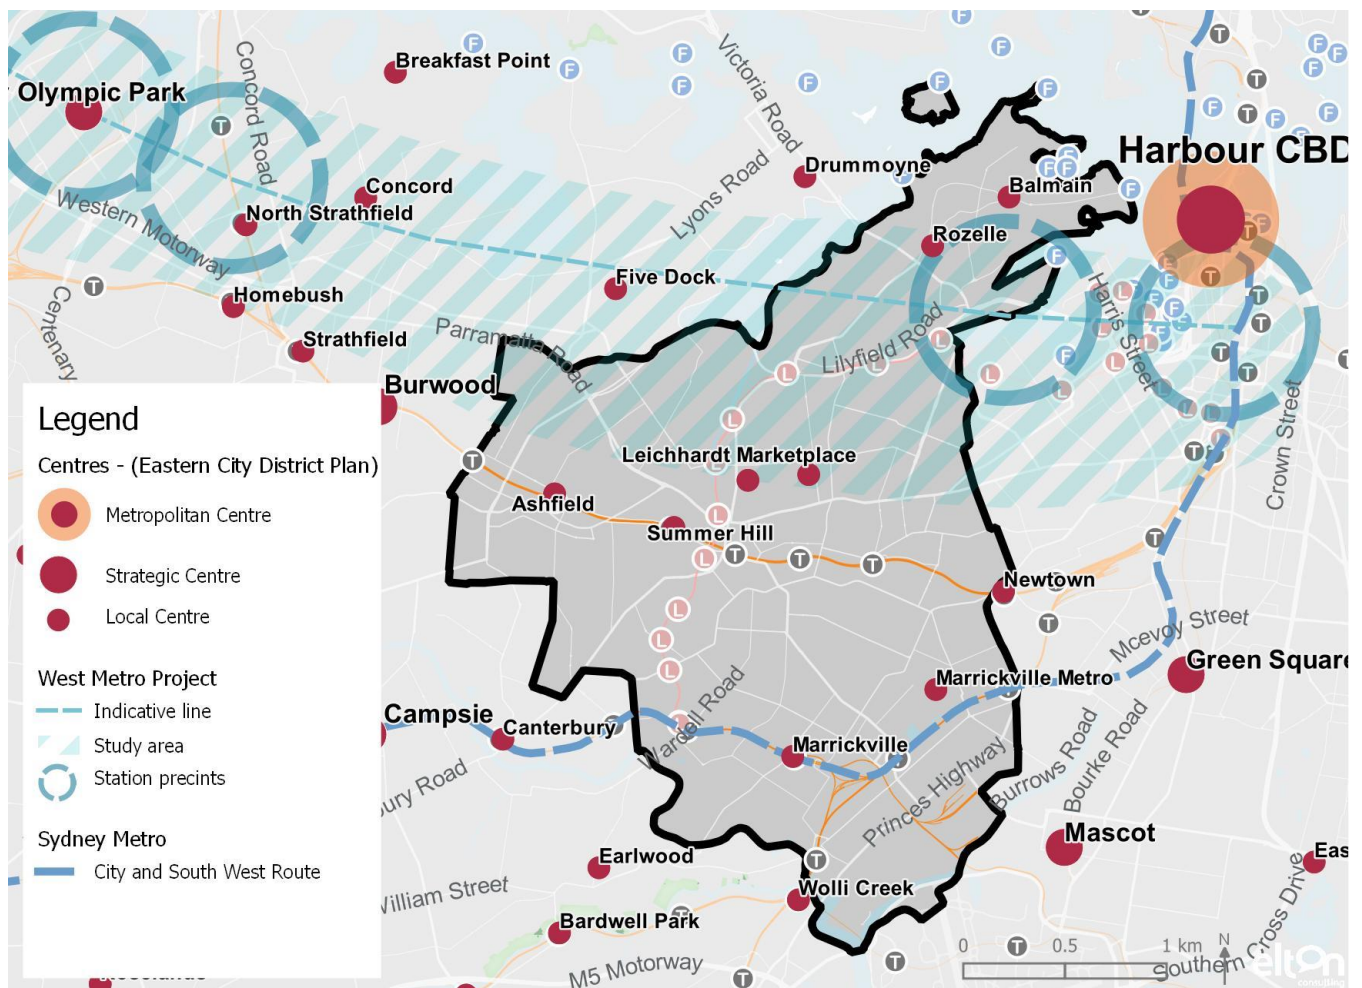 Breakfast Point
Olympic Park
Concord Road
Victoria Road
Harbour CBD
Drummoyne
Concord
Balmain
Lyons Road
North Strathfield
Western Motorway
Rozelle
Five Dock
Homebush
Harris Street
Centenary
Strathfield
Parramatta Road
Lilyfield Road
Burwood
Crown Street
Legend
Centres - (Eastern City District Plan)
Metropolitan Centre
Strategic Centre
Local Centre
West Metro Project
Indicative line
Study area
Station precints
Sydney Metro
City and South West Route
Leichhardt Marketplace
Ashfield
Summer Hill
Newtown
Mcevoy Street
Green Square
Marrickville Metro
Campsie
Canterbury
Wardell Road
Marrickville
Princes Highway
Burrows Road
Bourke Road
ury Road
Mascot
Eas
Earlwood
William Street
Wolli Creek
Bardwell Park
M5 Motorway
Southern Cross Drive
0 0.5 1 km
N
elton
consulting
T
F
L